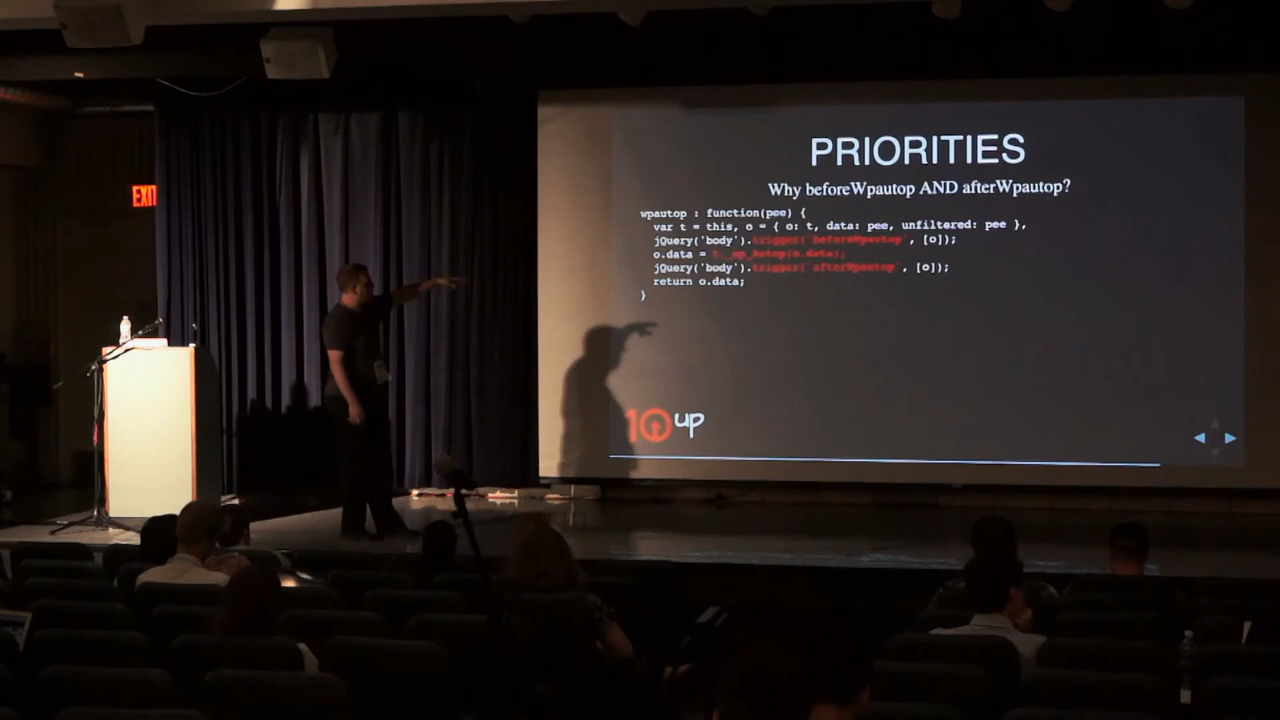 EXIT
PRIORITIES
Why beforeWpautop AND afterWpautop?
wpautop : function(pee) {
var t = this, o = { o: t, data: pee, unfiltered: pee },
jQuery('body').trigger('beforeWpautop', [o]);
o.data = t._wp_Autop(o.data);
jQuery('body').trigger('afterWpautop', [o]);
return o.data;
}
10up